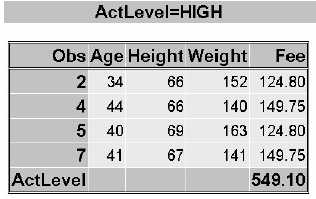 ActLevel=HIGH
Obs Age Height Weight Fee
2 34 66 152 124.80
4 44 66 140 149.75
5 40 69 163 124.80
7 41 67 141 149.75
ActLevel 549.10